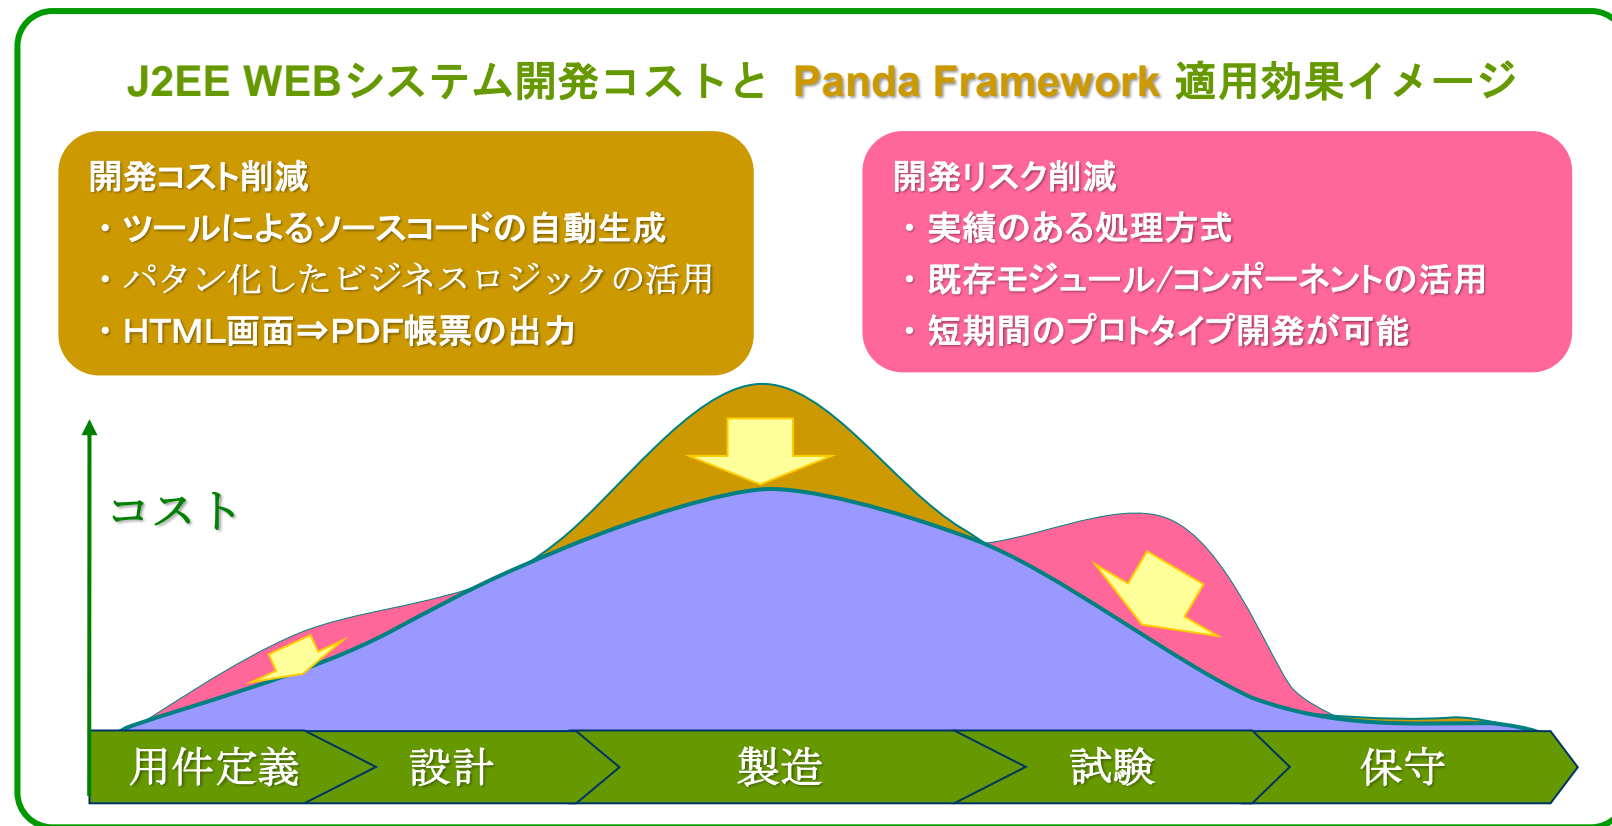 J2EE WEBシステム開発コストと Panda Framework 適用効果イメージ
開発コスト削減
・ツールによるソースコードの自動生成
・パタン化したビジネスロジックの活用
・HTML画面⇒PDF帳票の出力
開発リスク削減
・実績のある処理方式
・既存モジュール/コンポーネントの活用
・短期間のプロトタイプ開発が可能
コスト
用件定義
設計
製造
試験
保守